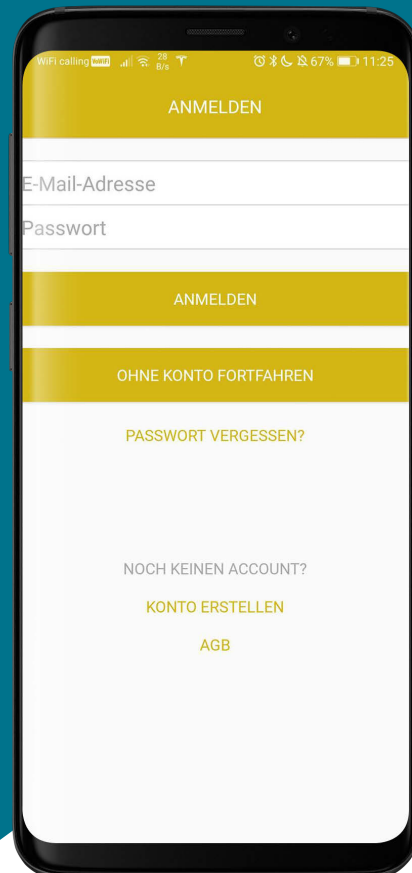 WiFi calling 28 B/s 67% 11:25
ANMELDEN
E-Mail-Adresse
Passwort
ANMELDEN
OHNE KONTO FORTFAHREN
PASSWORT VERGESSEN?
NOCH KEINEN ACCOUNT?
KONTO ERSTELLEN
AGB